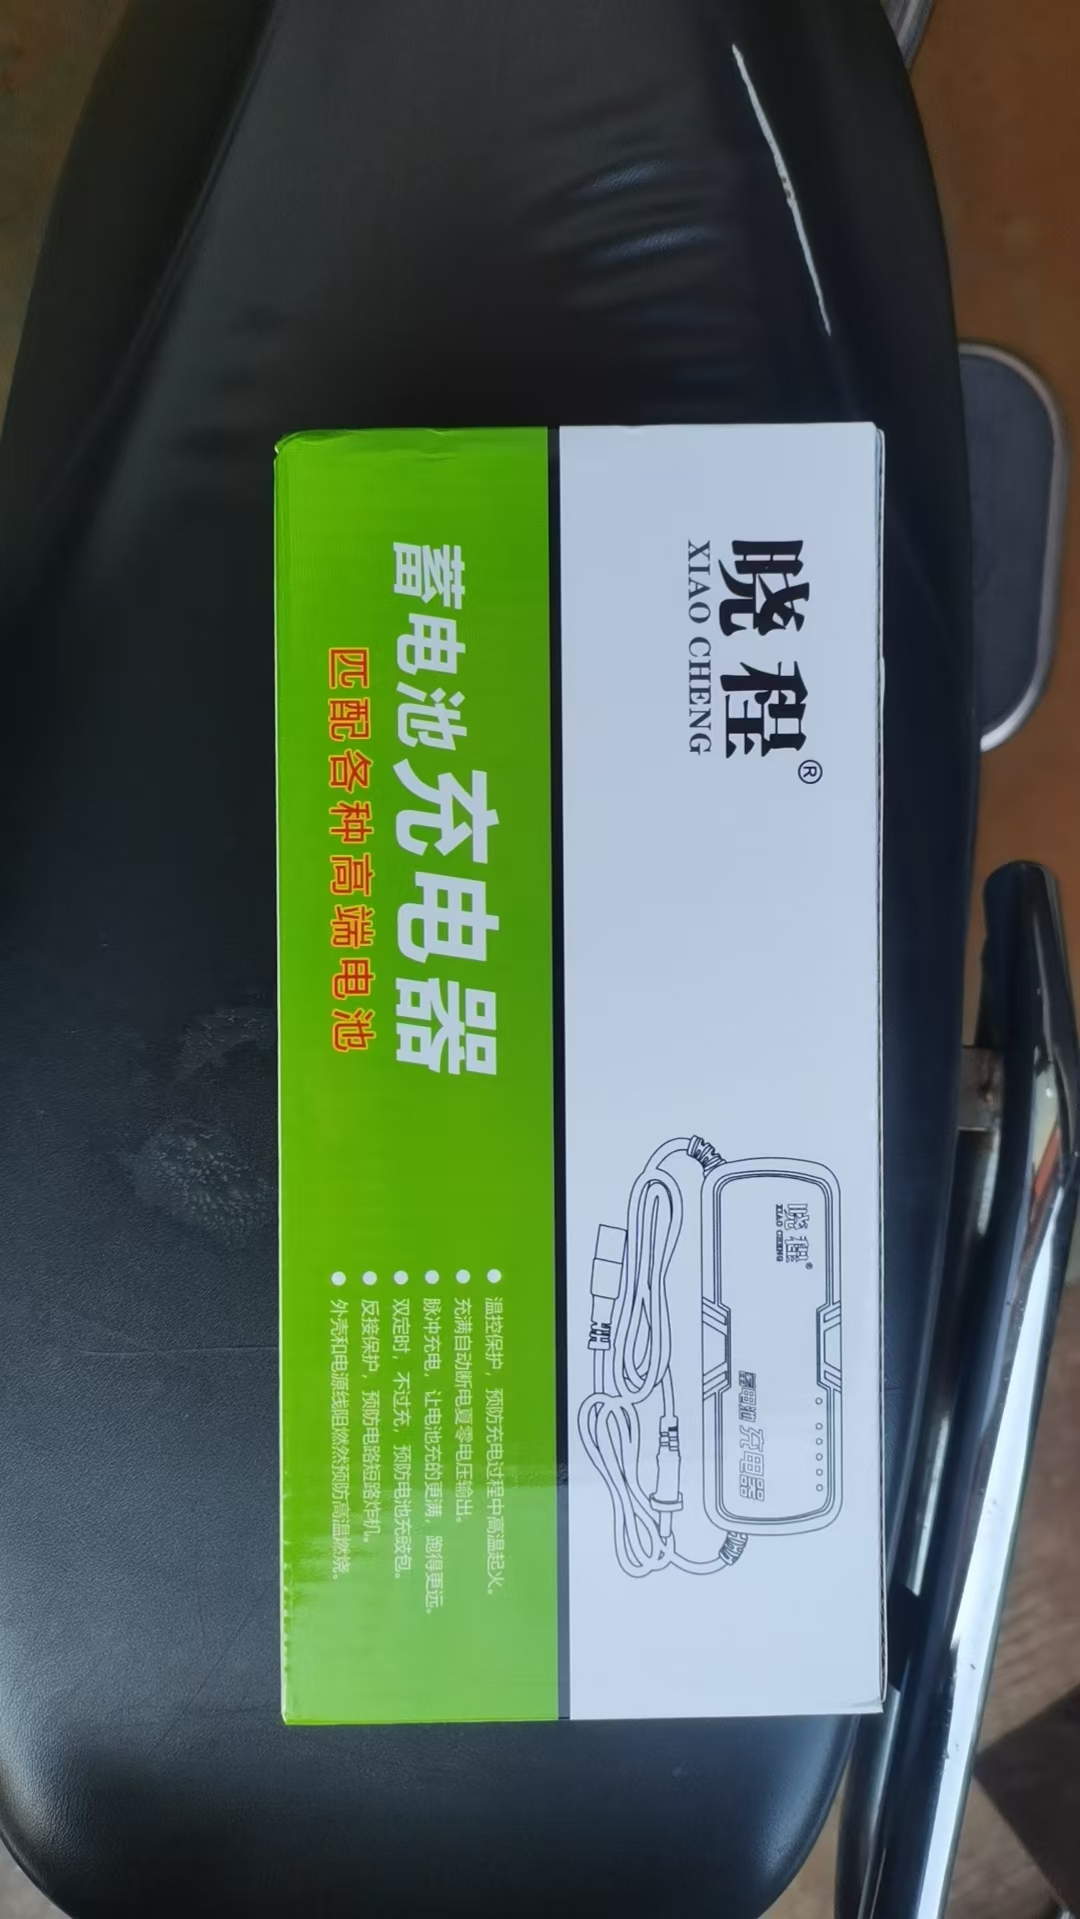 晓程®
XIAO CHENG
晓程®
XIAO CHENG
蓄电池充电器
蓄电池充电器
匹配各种高端电池
● 温控保护，预防充电过程中高温起火。
● 充满自动断电夏零电压输出。
● 脉冲充电，让电池充的更满，跑得更远。
● 双定时，不过充，预防电池充鼓包。
● 反接保护，预防电路短路炸机。
● 外壳和电源线阻燃然预防高温燃烧。